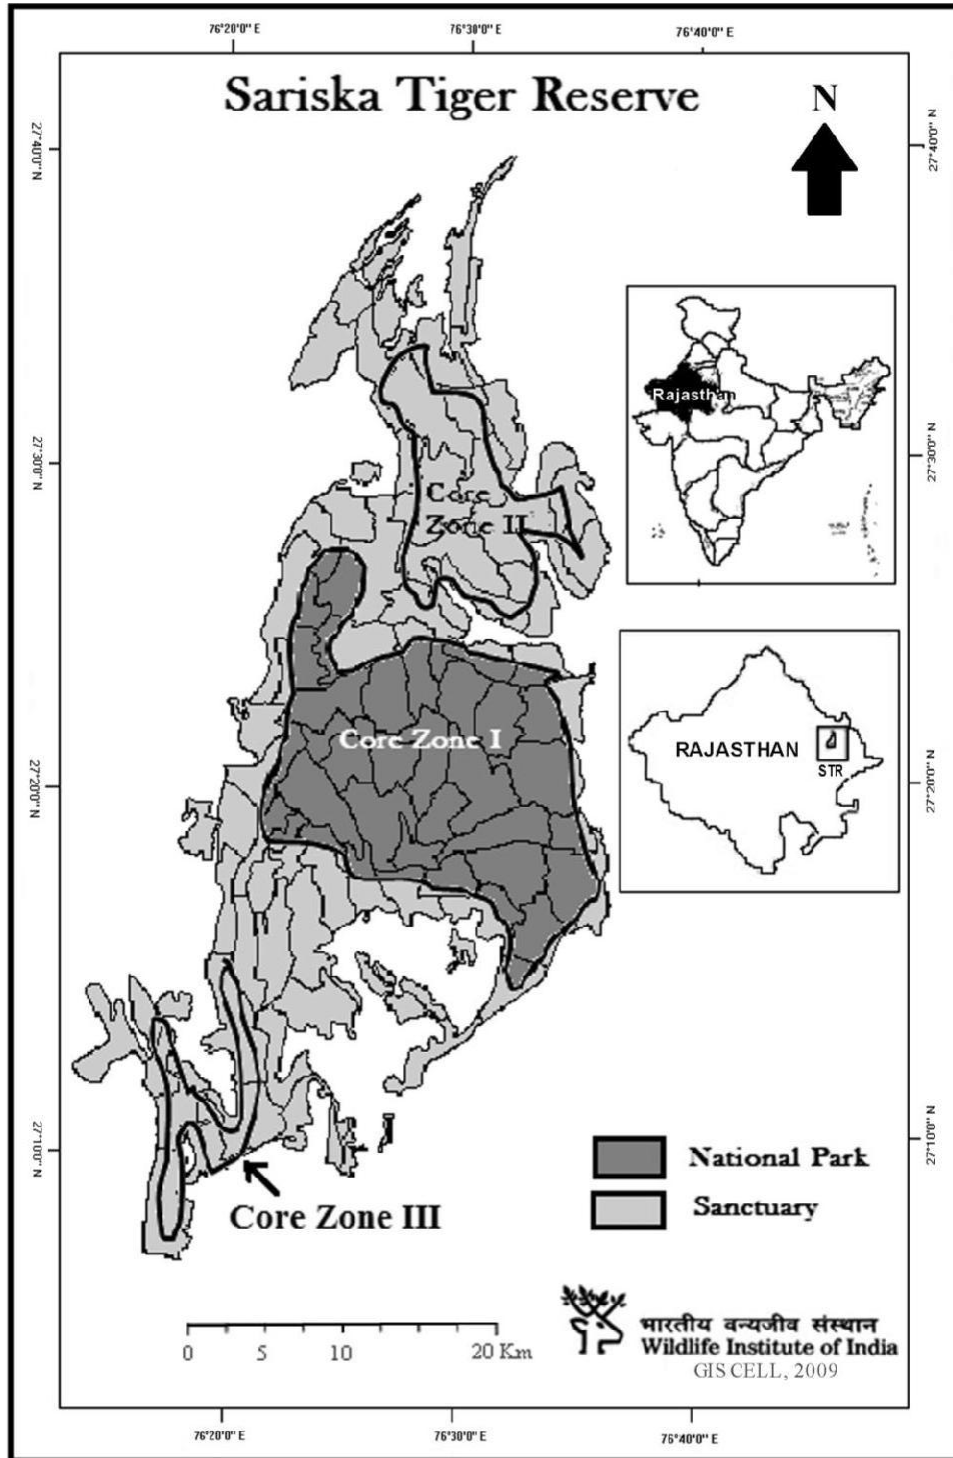 76°20'0" E
76°30'0" E
76°40'0" E
Sariska Tiger Reserve
N
27°40'0" N
27°40'0" N
Rajasthan
27°30'0" N
27°30'0" N
Core
Zone II
Core Zone I
RAJASTHAN
STR
27°20'0" N
27°20'0" N
27°10'0" N
27°10'0" N
National Park
Sanctuary
Core Zone III
0 5 10 20 Km
भारतीय वन्यजीव संस्थान
Wildlife Institute of India
GIS CELL, 2009
76°20'0" E
76°30'0" E
76°40'0" E